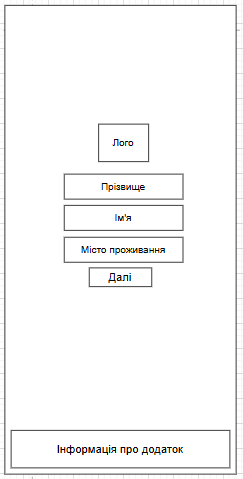 Лого
Прізвище
Ім'я
Місто проживання
Далі
Інформація про додаток